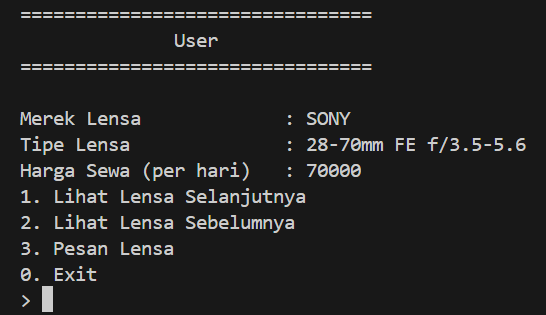 ================================
User
================================
Merek Lensa : SONY
Tipe Lensa : 28-70mm FE f/3.5-5.6
Harga Sewa (per hari) : 70000
1. Lihat Lensa Selanjutnya
2. Lihat Lensa Sebelumnya
3. Pesan Lensa
0. Exit
>